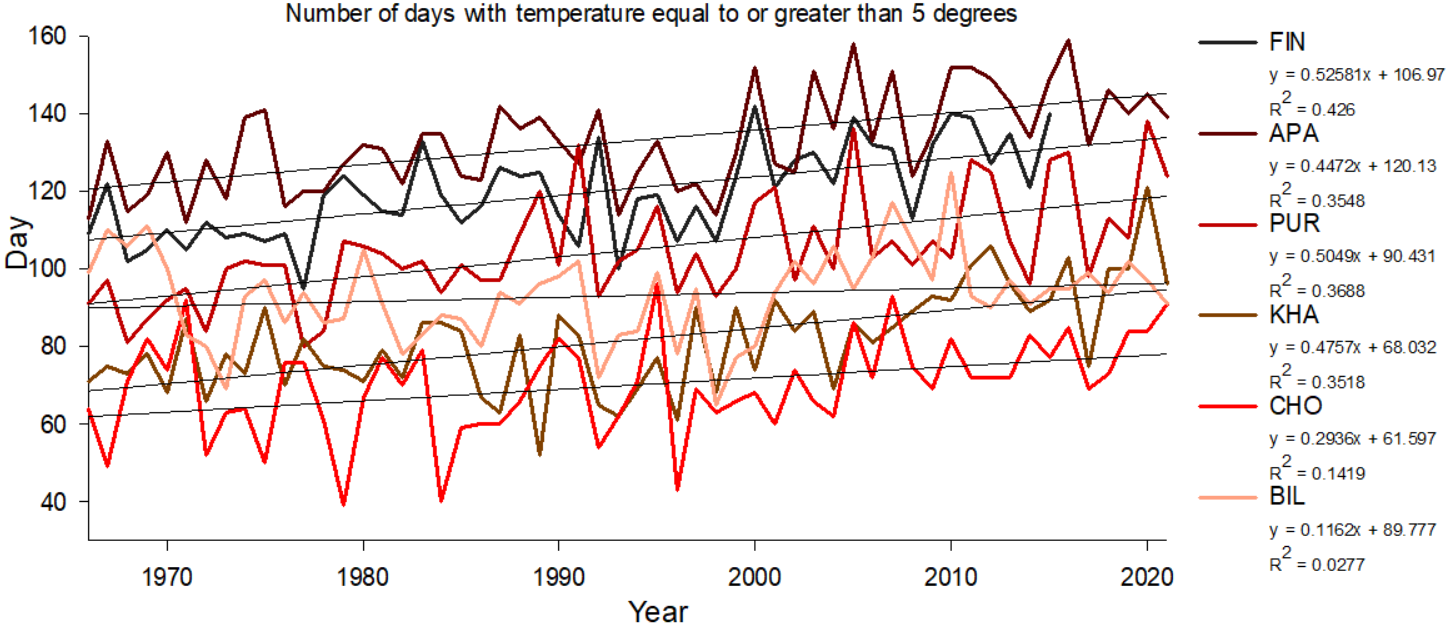 Number of days with temperature equal to or greater than 5 degrees
160
140
120
100
80
60
40
Day
1970
1980
1990
2000
2010
2020
Year
FIN
y = 0.52581x + 106.97
R² = 0.426
APA
y = 0.4472x + 120.13
R² = 0.3548
PUR
y = 0.5049x + 90.431
R² = 0.3688
KHA
y = 0.4757x + 68.032
R² = 0.3518
CHO
y = 0.2936x + 61.597
R² = 0.1419
BIL
y = 0.1162x + 89.777
R² = 0.0277